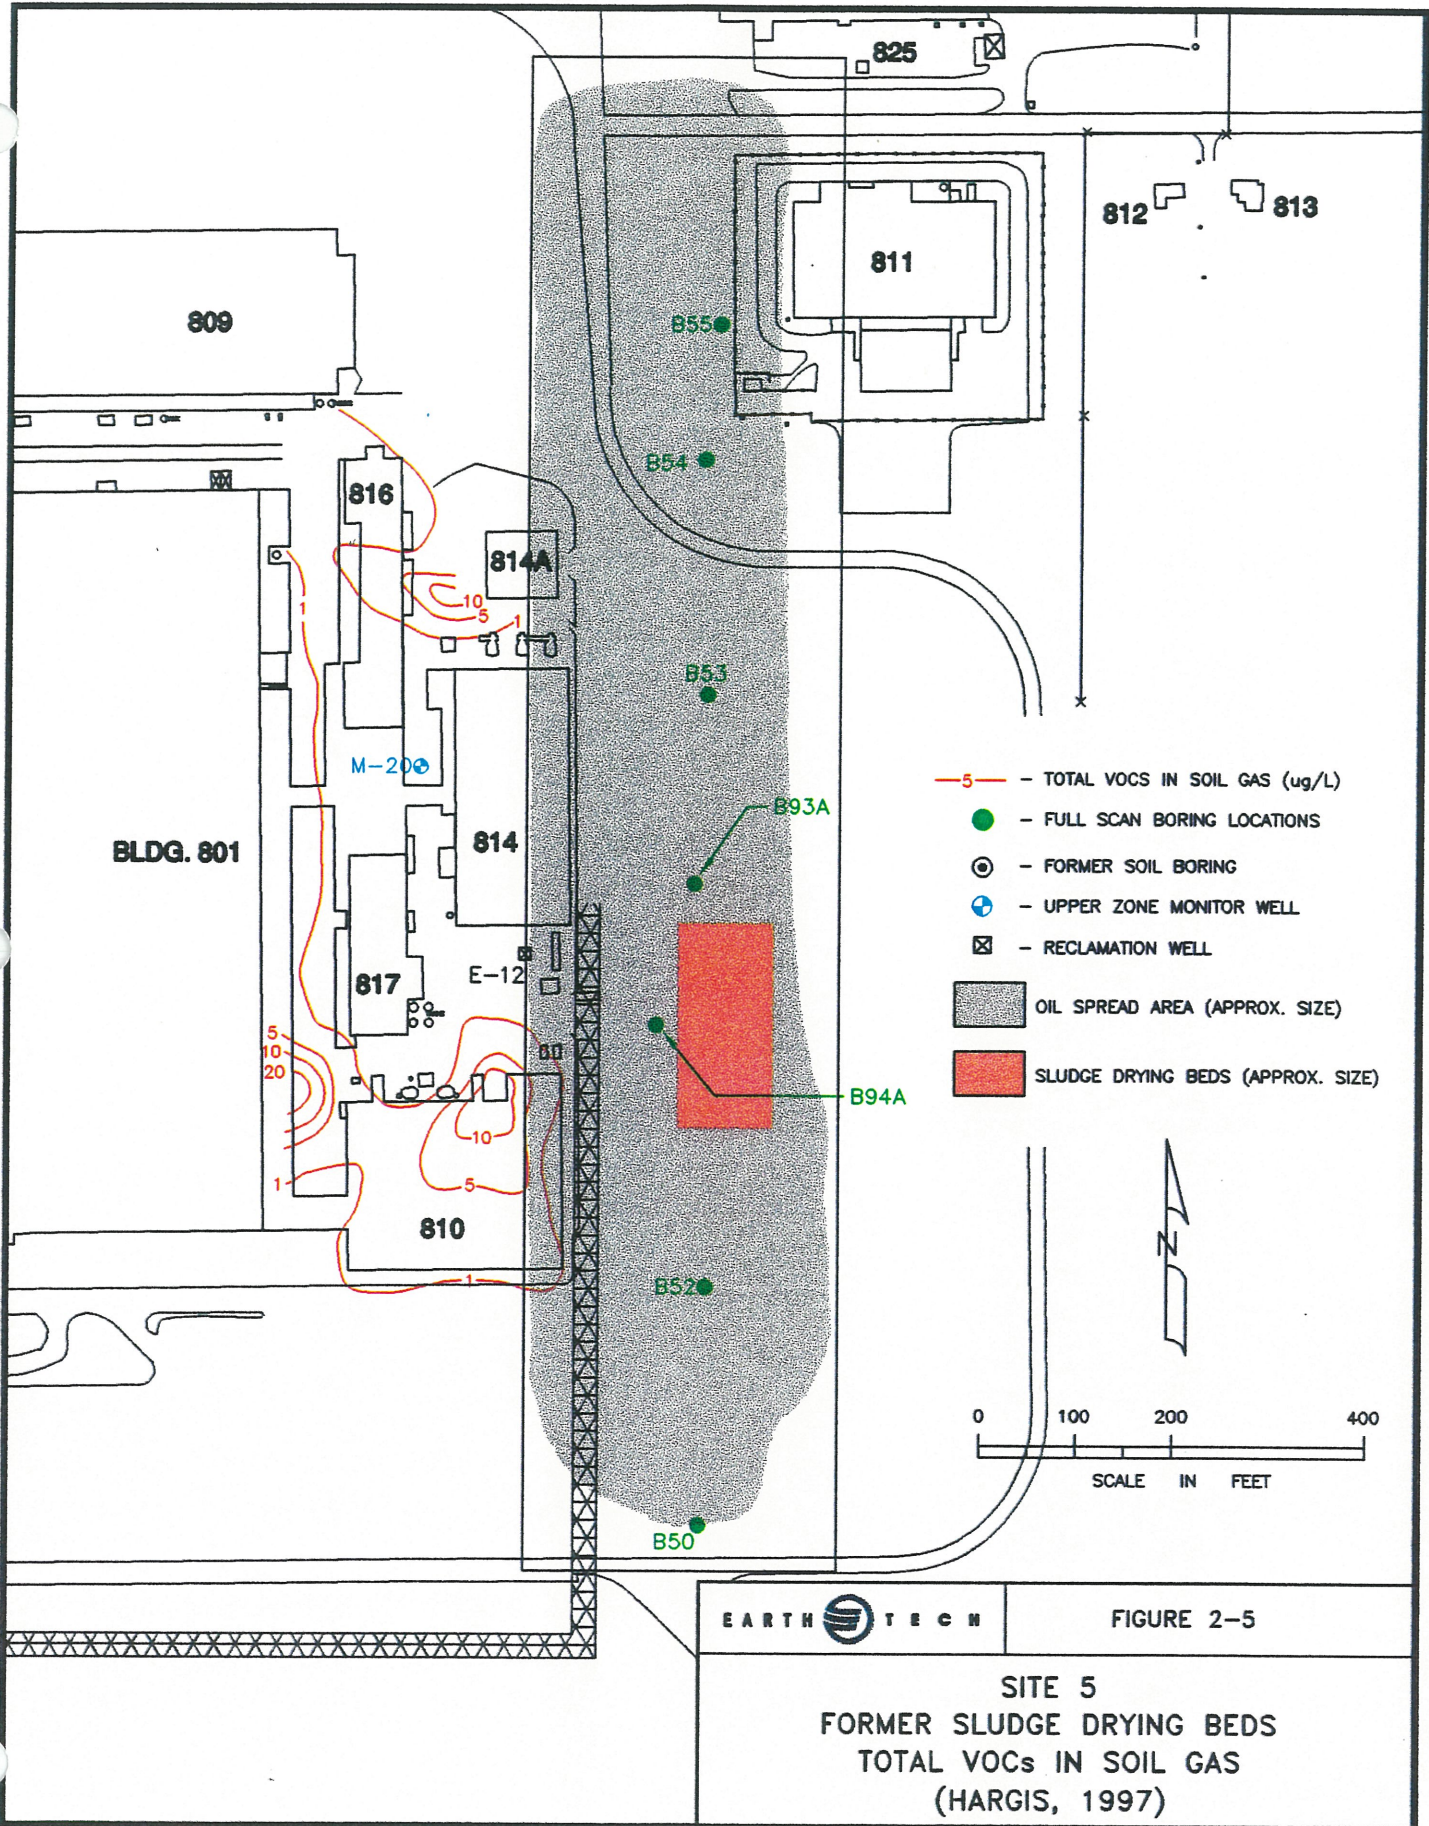 825
812
813
811
809
B55
B54
816
814A
10
5
1
1
B53
M-20
5 - TOTAL VOCS IN SOIL GAS (ug/L)
B93A
- FULL SCAN BORING LOCATIONS
BLDG. 801
814
- FORMER SOIL BORING
- UPPER ZONE MONITOR WELL
- RECLAMATION WELL
E-12
817
OIL SPREAD AREA (APPROX. SIZE)
5
10
20
SLUDGE DRYING BEDS (APPROX. SIZE)
B94A
10
5
1
810
N
1
B52
0 100 200 400
SCALE IN FEET
B50
EARTH TECH
FIGURE 2-5
SITE 5
FORMER SLUDGE DRYING BEDS
TOTAL VOCs IN SOIL GAS
(HARGIS, 1997)